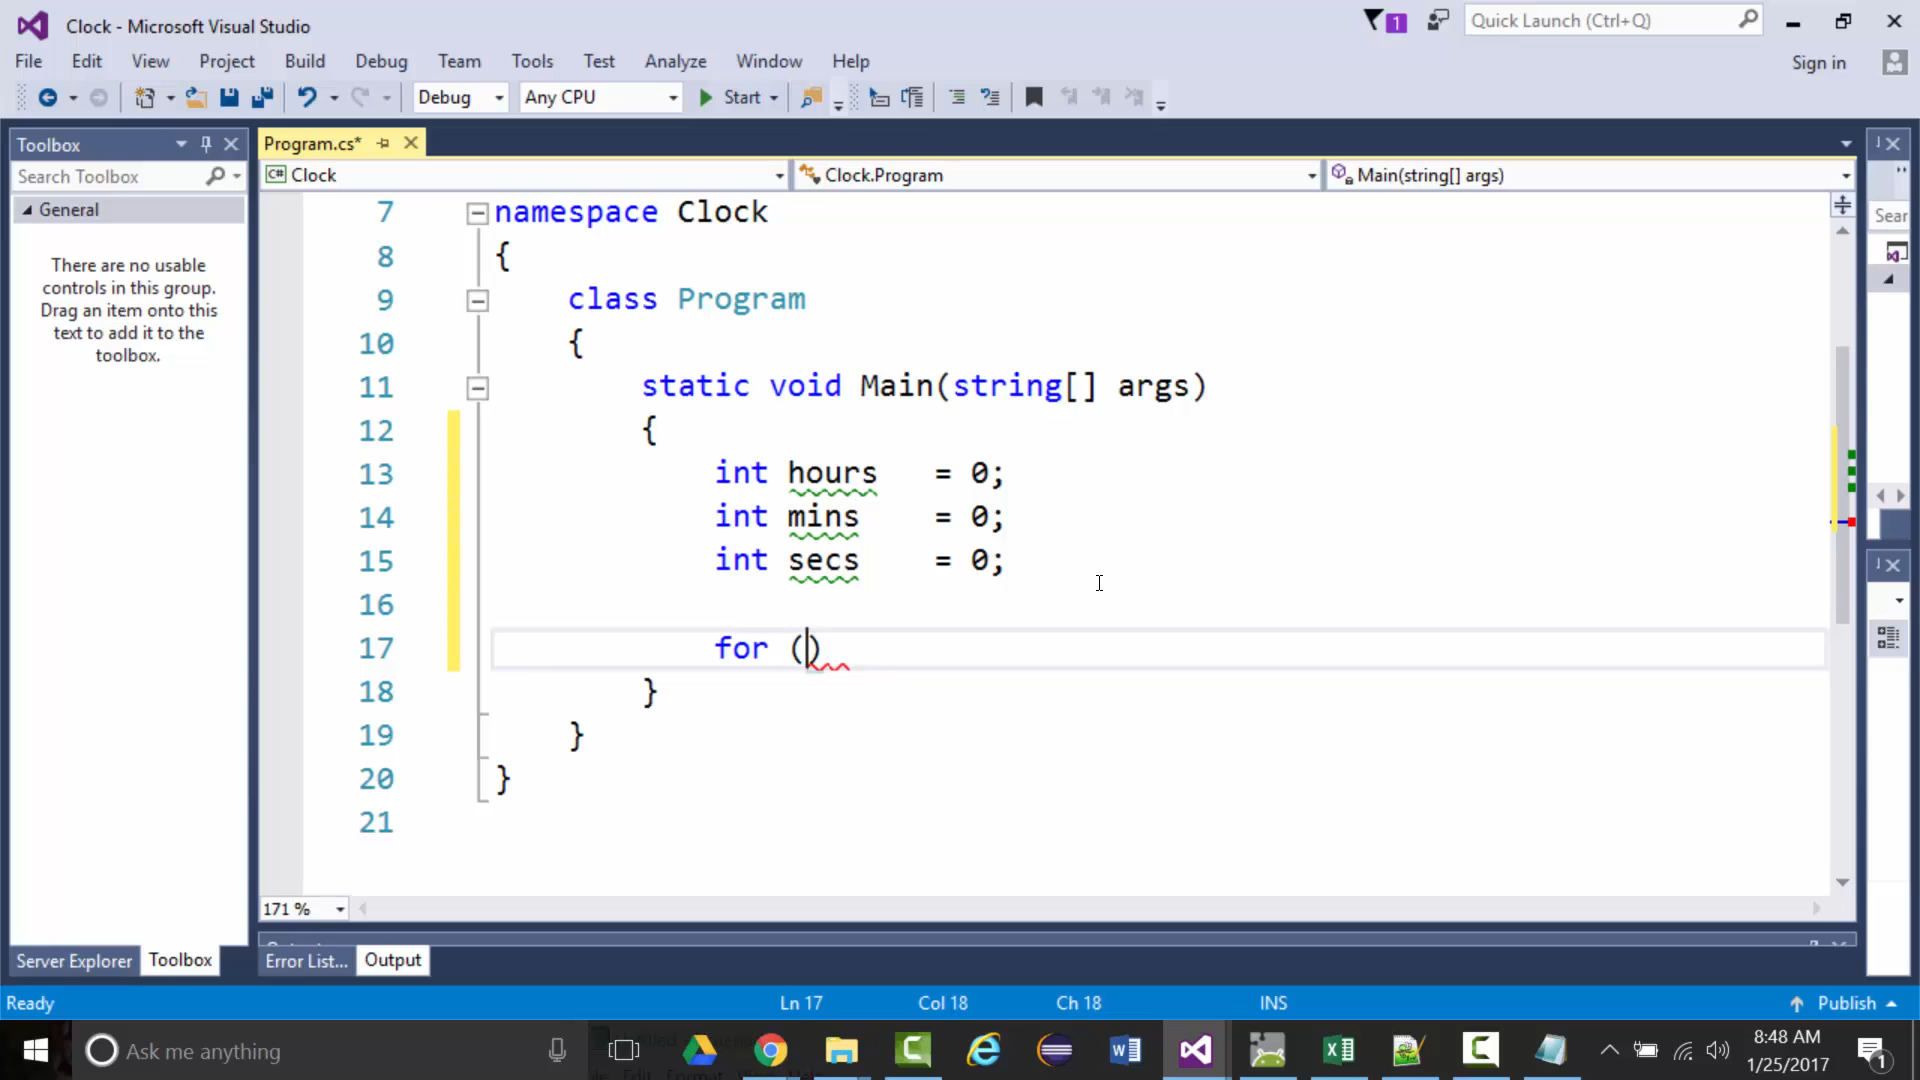 Clock - Microsoft Visual Studio
1
Quick Launch (Ctrl+Q)
File Edit View Project Build Debug Team Tools Test Analyze Window Help
Sign in
Debug Any CPU Start
Toolbox
Program.cs*
Search Toolbox
Clock Clock.Program Main(string[] args)
General
There are no usable
controls in this group.
Drag an item onto this
text to add it to the
toolbox.
7 namespace Clock
8 {
9 class Program
10 {
11 static void Main(string[] args)
12 {
13 int hours = 0;
14 int mins = 0;
15 int secs = 0;
16
17 for ()
18 }
19 }
20 }
21
Sear
171 %
Server Explorer Toolbox Error List... Output
Ready Ln 17 Col 18 Ch 18 INS Publish
Ask me anything
8:48 AM
1/25/2017
1